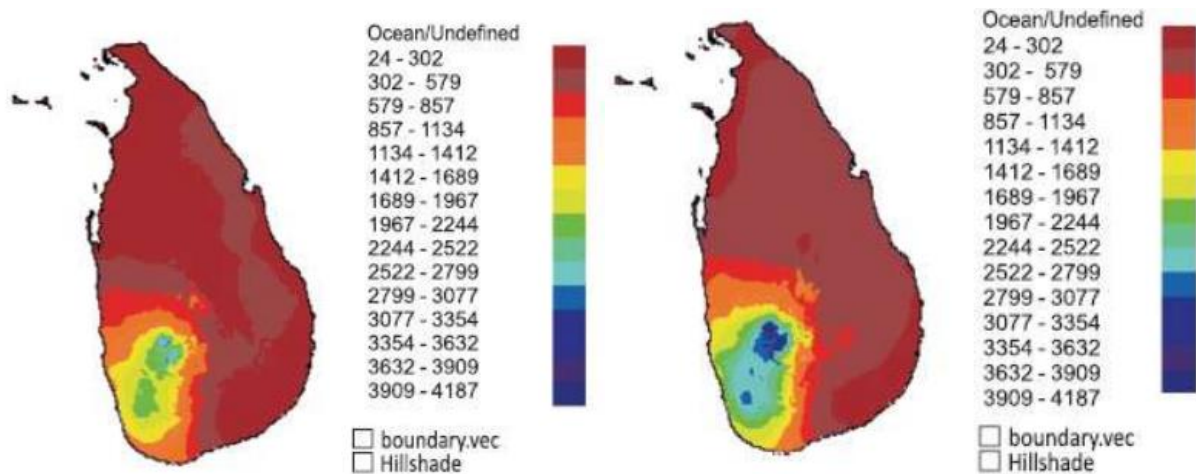 Ocean/Undefined
24 - 302
302 - 579
579 - 857
857 - 1134
1134 - 1412
1412 - 1689
1689 - 1967
1967 - 2244
2244 - 2522
2522 - 2799
2799 - 3077
3077 - 3354
3354 - 3632
3632 - 3909
3909 - 4187
boundary.vec
Hillshade
Ocean/Undefined
24 - 302
302 - 579
579 - 857
857 - 1134
1134 - 1412
1412 - 1689
1689 - 1967
1967 - 2244
2244 - 2522
2522 - 2799
2799 - 3077
3077 - 3354
3354 - 3632
3632 - 3909
3909 - 4187
boundary.vec
Hillshade